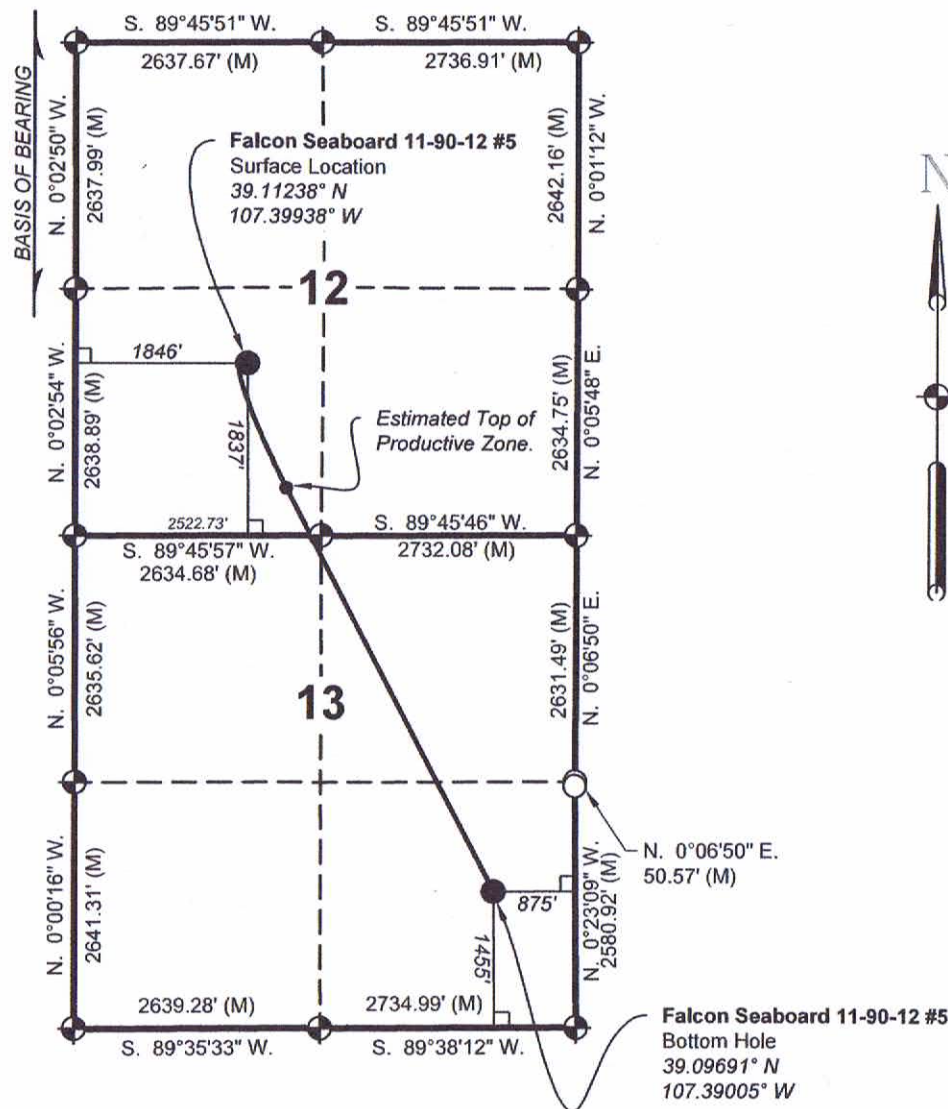 S. 89°45'51" W.
2637.67' (M)
S. 89°45'51" W.
2736.91' (M)
BASIS OF BEARING
N. 0°02'50" W.
2637.99' (M)
Falcon Seaboard 11-90-12 #5
Surface Location
39.11238° N
107.39938° W
2642.16' (M)
N. 0°01'12" W.
N
12
1846'
N. 0°02'54" W.
2638.89' (M)
1837'
Estimated Top of
Productive Zone.
2634.75' (M)
N. 0°05'48" E.
2522.73'
S. 89°45'57" W.
2634.68' (M)
S. 89°45'46" W.
2732.08' (M)
N. 0°05'56" W.
2635.62' (M)
13
2631.49' (M)
N. 0°06'50" E.
N. 0°06'50" E.
50.57' (M)
N. 0°00'16" W.
2641.31' (M)
875'
1455'
N. 0°23'09" W.
2580.92' (M)
2639.28' (M)
S. 89°35'33" W.
2734.99' (M)
S. 89°38'12" W.
Falcon Seaboard 11-90-12 #5
Bottom Hole
39.09691° N
107.39005° W